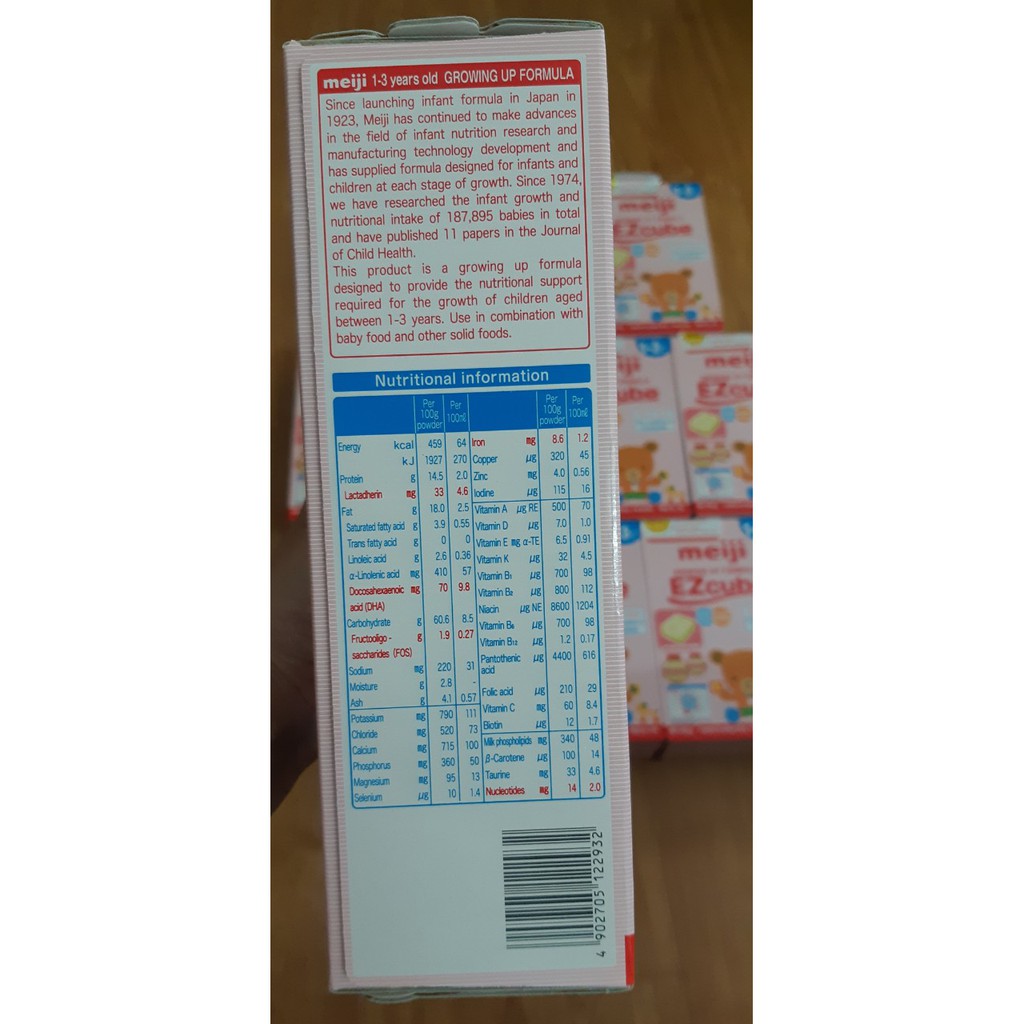 meiji 1-3 years old GROWING UP FORMULA
Since launching infant formula in Japan in
1923, Meiji has continued to make advances
in the field of infant nutrition research and
manufacturing technology development and
has supplied formula designed for infants and
children at each stage of growth. Since 1974,
we have researched the infant growth and
nutritional intake of 187,895 babies in total
and have published 11 papers in the Journal
of Child Health.
This product is a growing up formula
designed to provide the nutritional support
required for the growth of children aged
between 1-3 years. Use in combination with
baby food and other solid foods.
Nutritional information
Per 100g powder Per 100ml
Energy kcal 459 64
kJ 1927 270
Protein g 14.5 2.0
Lactadherin mg 33 4.6
Fat g 18.0 2.5
Saturated fatty acid g 3.9 0.55
Trans fatty acid g 0 0
Linoleic acid g 2.6 0.36
α-Linolenic acid mg 410 57
Docosahexaenoic mg 70 9.8
acid (DHA)
Carbohydrate g 60.6 8.5
Fructooligo- g 1.9 0.27
saccharides (FOS)
Sodium mg 220 31
Moisture g 2.8 -
Ash g 4.1 0.57
Potassium mg 790 111
Chloride mg 520 73
Calcium mg 715 100
Phosphorus mg 360 50
Magnesium mg 95 13
Selenium μg 10 1.4
Per 100g powder Per 100ml
Iron mg 8.6 1.2
Copper μg 320 45
Zinc mg 4.0 0.56
Iodine μg 115 16
Vitamin A μg RE 500 70
Vitamin D μg 7.0 1.0
Vitamin E mg α-TE 6.5 0.91
Vitamin K μg 32 4.5
Vitamin B1 μg 700 98
Vitamin B2 μg 800 112
Niacin μg NE 8600 1204
Vitamin B6 μg 700 98
Vitamin B12 μg 1.2 0.17
Pantothenic μg 4400 616
acid
Folic acid μg 210 29
Vitamin C mg 60 8.4
Biotin μg 12 1.7
Milk phospholipids mg 340 48
β-Carotene μg 100 14
Taurine mg 33 4.6
Nucleotides mg 14 2.0
4 902705 122932
meiji
EZcube
meiji
EZcube
meiji
EZcub